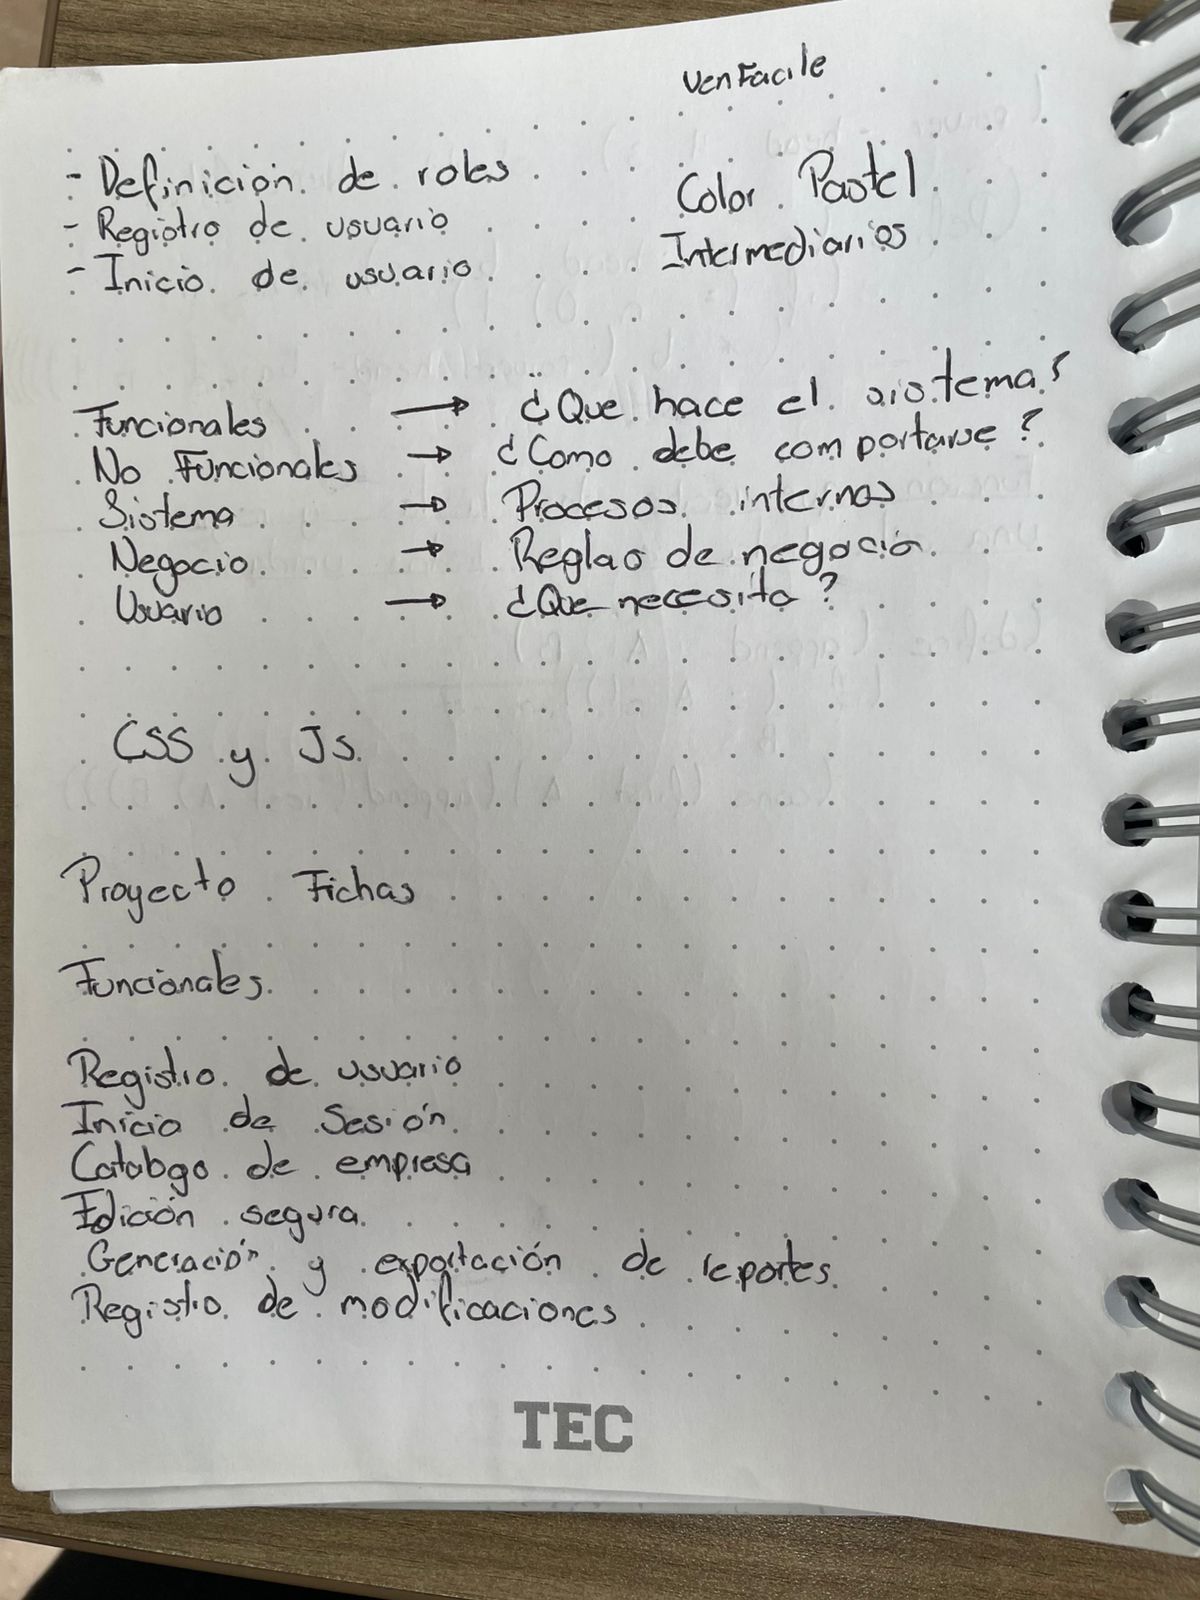 VenFacile
- Definición de roles
Color Pastel
- Registro de usuario
Intermediarios
- Inicio de usuario
Funcionales → ¿Que hace el sistema?
No Funcionales → ¿Como debe comportarse?
Sistema → Procesos internos
Negocio → Reglas de negocio
Usuario → ¿Que necesita?
CSS y Js
Proyecto Fichas
Funcionales
Registro de usuario
Inicio de Sesión
Catalogo de empresa
Edición segura
Generación y exportación de reportes
Registro de modificaciones
TEC